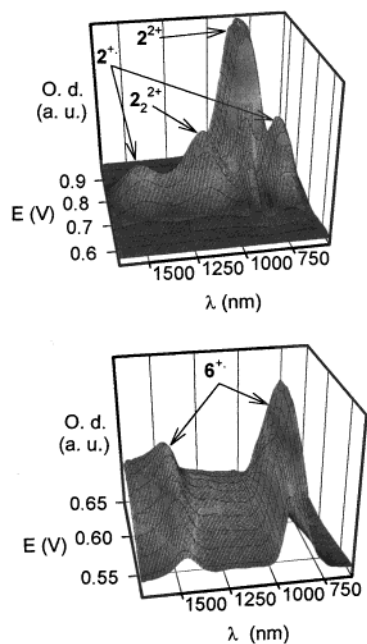 2²⁺
2⁺·
2₂²⁺
O. d.
(a. u.)
0.9
0.8
E (V)
0.7
0.6
1500 1250 1000 750
λ (nm)
6⁺·
O. d.
(a. u.)
0.65
0.60
E (V)
0.55
1500 1250 1000 750
λ (nm)